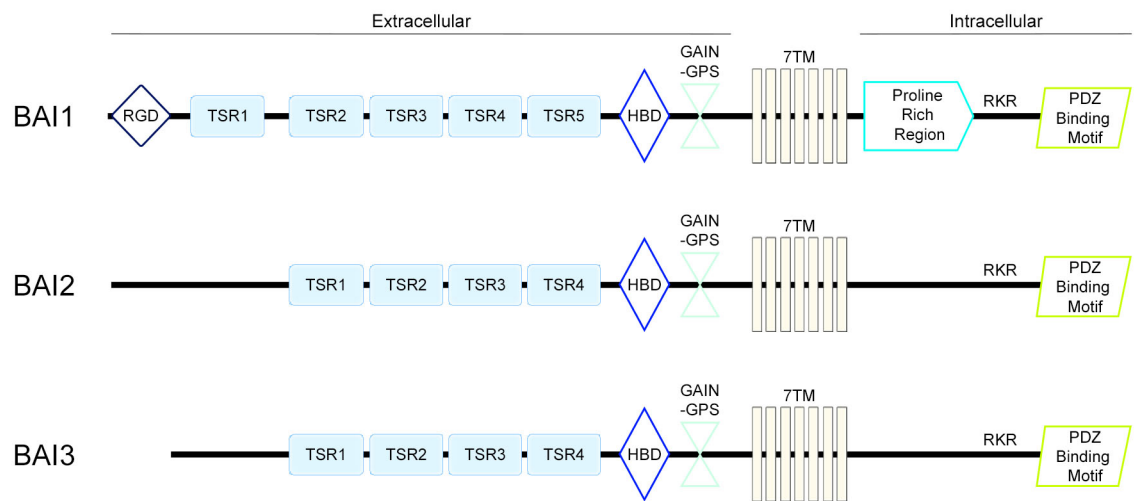 Extracellular Intracellular
GAIN
-GPS
7TM
BAI1 RGD TSR1 TSR2 TSR3 TSR4 TSR5 HBD Proline
Rich
Region RKR PDZ
Binding
Motif
GAIN
-GPS
7TM
BAI2 TSR1 TSR2 TSR3 TSR4 HBD RKR PDZ
Binding
Motif
GAIN
-GPS
7TM
BAI3 TSR1 TSR2 TSR3 TSR4 HBD RKR PDZ
Binding
Motif